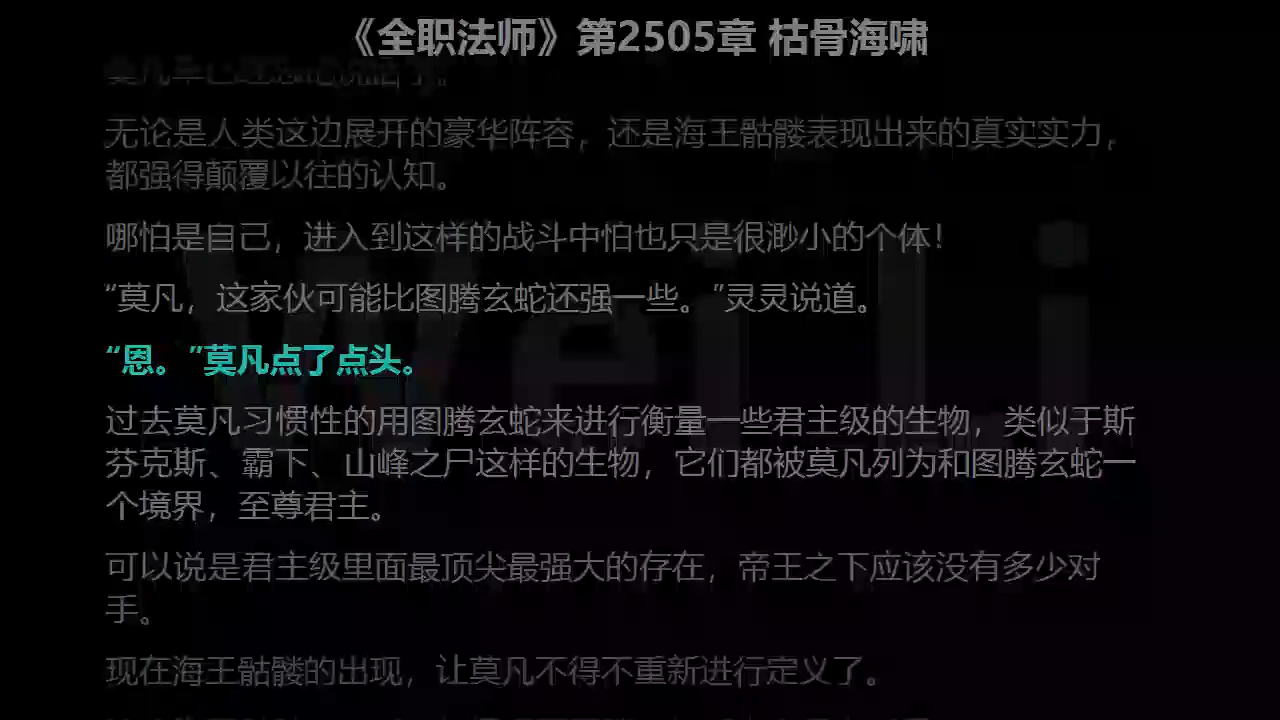 《全职法师》第2505章 枯骨海啸
无论是人类这边展开的豪华阵容，还是海王骷髅表现出来的真实实力，
都强得颠覆以往的认知。
哪怕是自己，进入到这样的战斗中怕也只是很渺小的个体！
“莫凡，这家伙可能比图腾玄蛇还强一些。”灵灵说道。
“恩。”莫凡点了点头。
过去莫凡习惯性的用图腾玄蛇来进行衡量一些君主级的生物，类似于斯
芬克斯、霸下、山峰之尸这样的生物，它们都被莫凡列为和图腾玄蛇一
个境界，至尊君主。
可以说是君主级里面最顶尖最强大的存在，帝王之下应该没有多少对
手。
现在海王骷髅的出现，让莫凡不得不重新进行定义了。
Wei Li